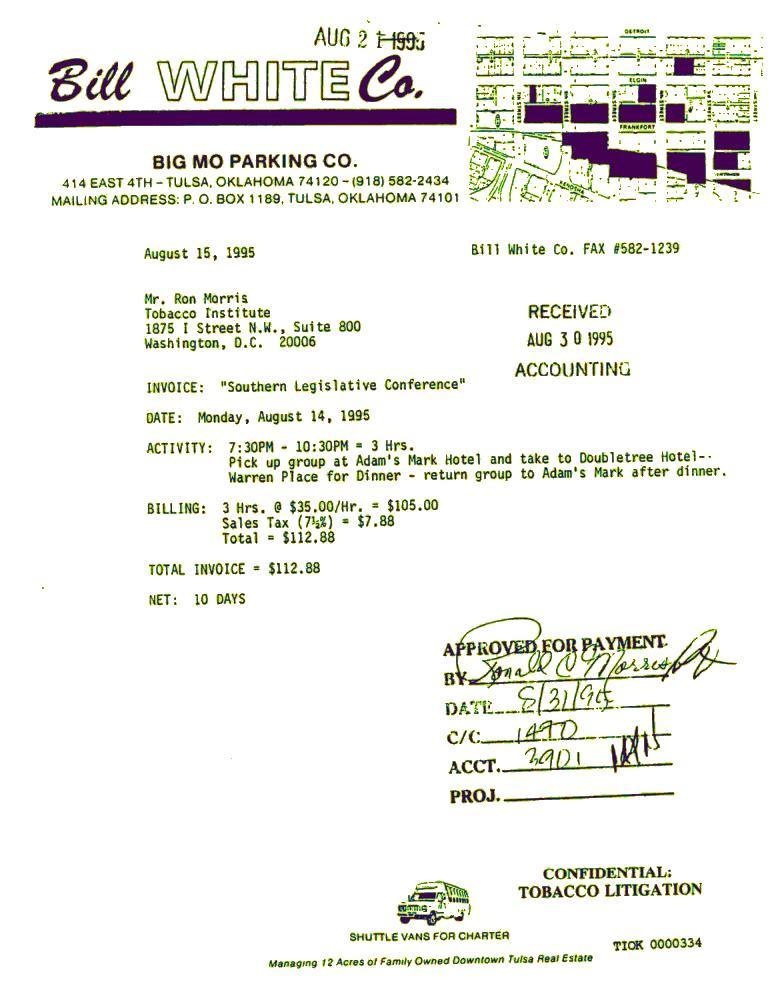 AUG 21 1995
Bill WHITE Co.
DETROIT
ELGIN
FRANKFORT
BIG MO PARKING CO.
414 EAST 4TH – TULSA, OKLAHOMA 74120 – (918) 582-2434
MAILING ADDRESS: P. O. BOX 1189, TULSA, OKLAHOMA 74101
August 15, 1995
Bill White Co. FAX #582-1239
Mr. Ron Morris
Tobacco Institute
1875 I Street N.W., Suite 800
Washington, D.C. 20006
RECEIVED
AUG 30 1995
ACCOUNTING
INVOICE: "Southern Legislative Conference"
DATE: Monday, August 14, 1995
ACTIVITY: 7:30PM - 10:30PM = 3 Hrs.
Pick up group at Adam's Mark Hotel and take to Doubletree Hotel--
Warren Place for Dinner - return group to Adam's Mark after dinner.
BILLING: 3 Hrs. @ $35.00/Hr. = $105.00
Sales Tax (7½%) = $7.88
Total = $112.88
TOTAL INVOICE = $112.88
NET: 10 DAYS
APPROVED FOR PAYMENT
BY Ronald C Morris
DATE 8/31/95
C/C 1470
ACCT. 3901
PROJ.
CONFIDENTIAL:
TOBACCO LITIGATION
SHUTTLE VANS FOR CHARTER
TIOK 0000334
Managing 12 Acres of Family Owned Downtown Tulsa Real Estate